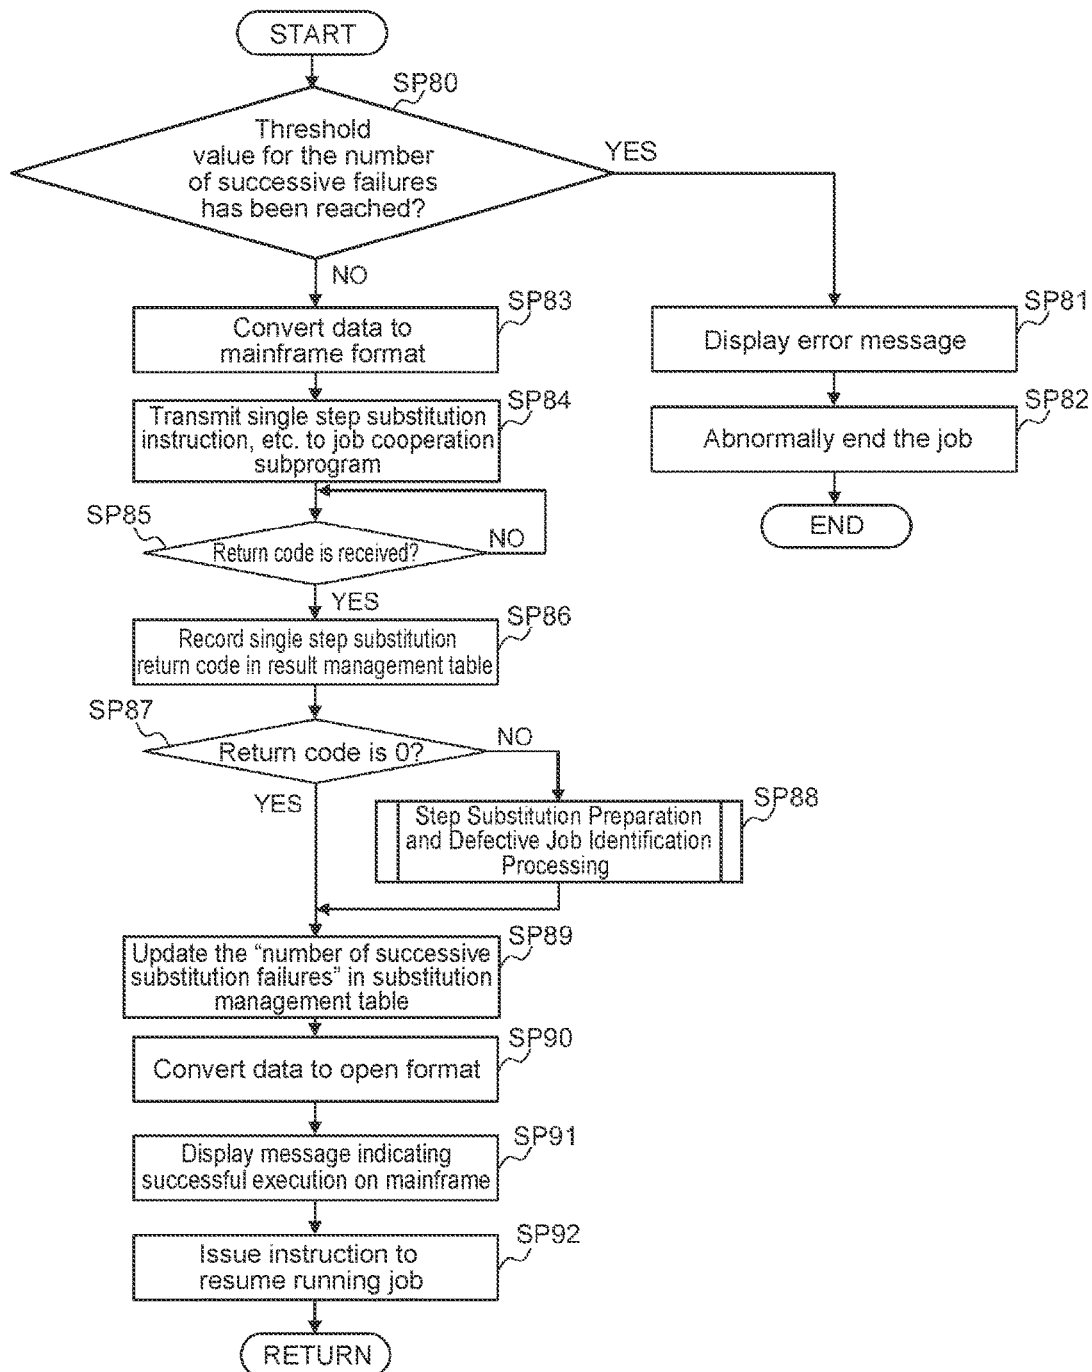 START
SP80
Threshold
value for the number
of successive failures
has been reached?
YES
NO
SP83
Convert data to
mainframe format
SP81
Display error message
SP84
Transmit single step substitution
instruction, etc. to job cooperation
subprogram
SP82
Abnormally end the job
END
SP85
Return code is received?
NO
YES
SP86
Record single step substitution
return code in result management table
SP87
Return code is 0?
NO
YES
SP88
Step Substitution Preparation
and Defective Job Identification
Processing
SP89
Update the “number of successive
substitution failures” in substitution
management table
SP90
Convert data to open format
SP91
Display message indicating
successful execution on mainframe
SP92
Issue instruction to
resume running job
RETURN